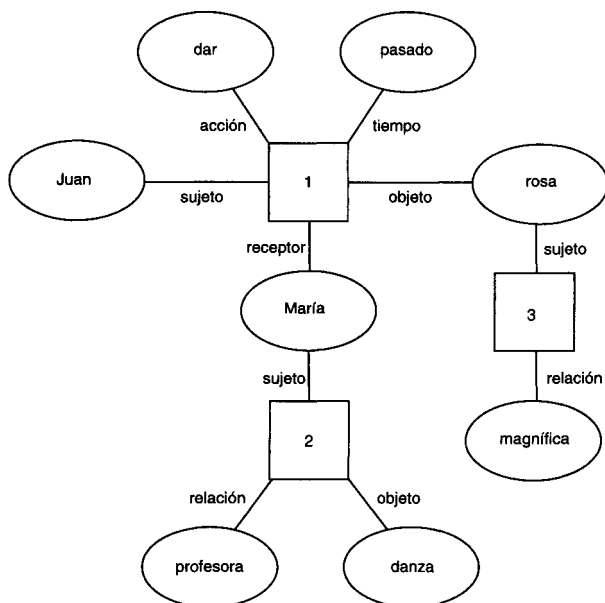 dar
pasado
acción
tiempo
Juan
1
rosa
sujeto
objeto
receptor
sujeto
María
3
sujeto
relación
2
magnífica
relación
objeto
profesora
danza